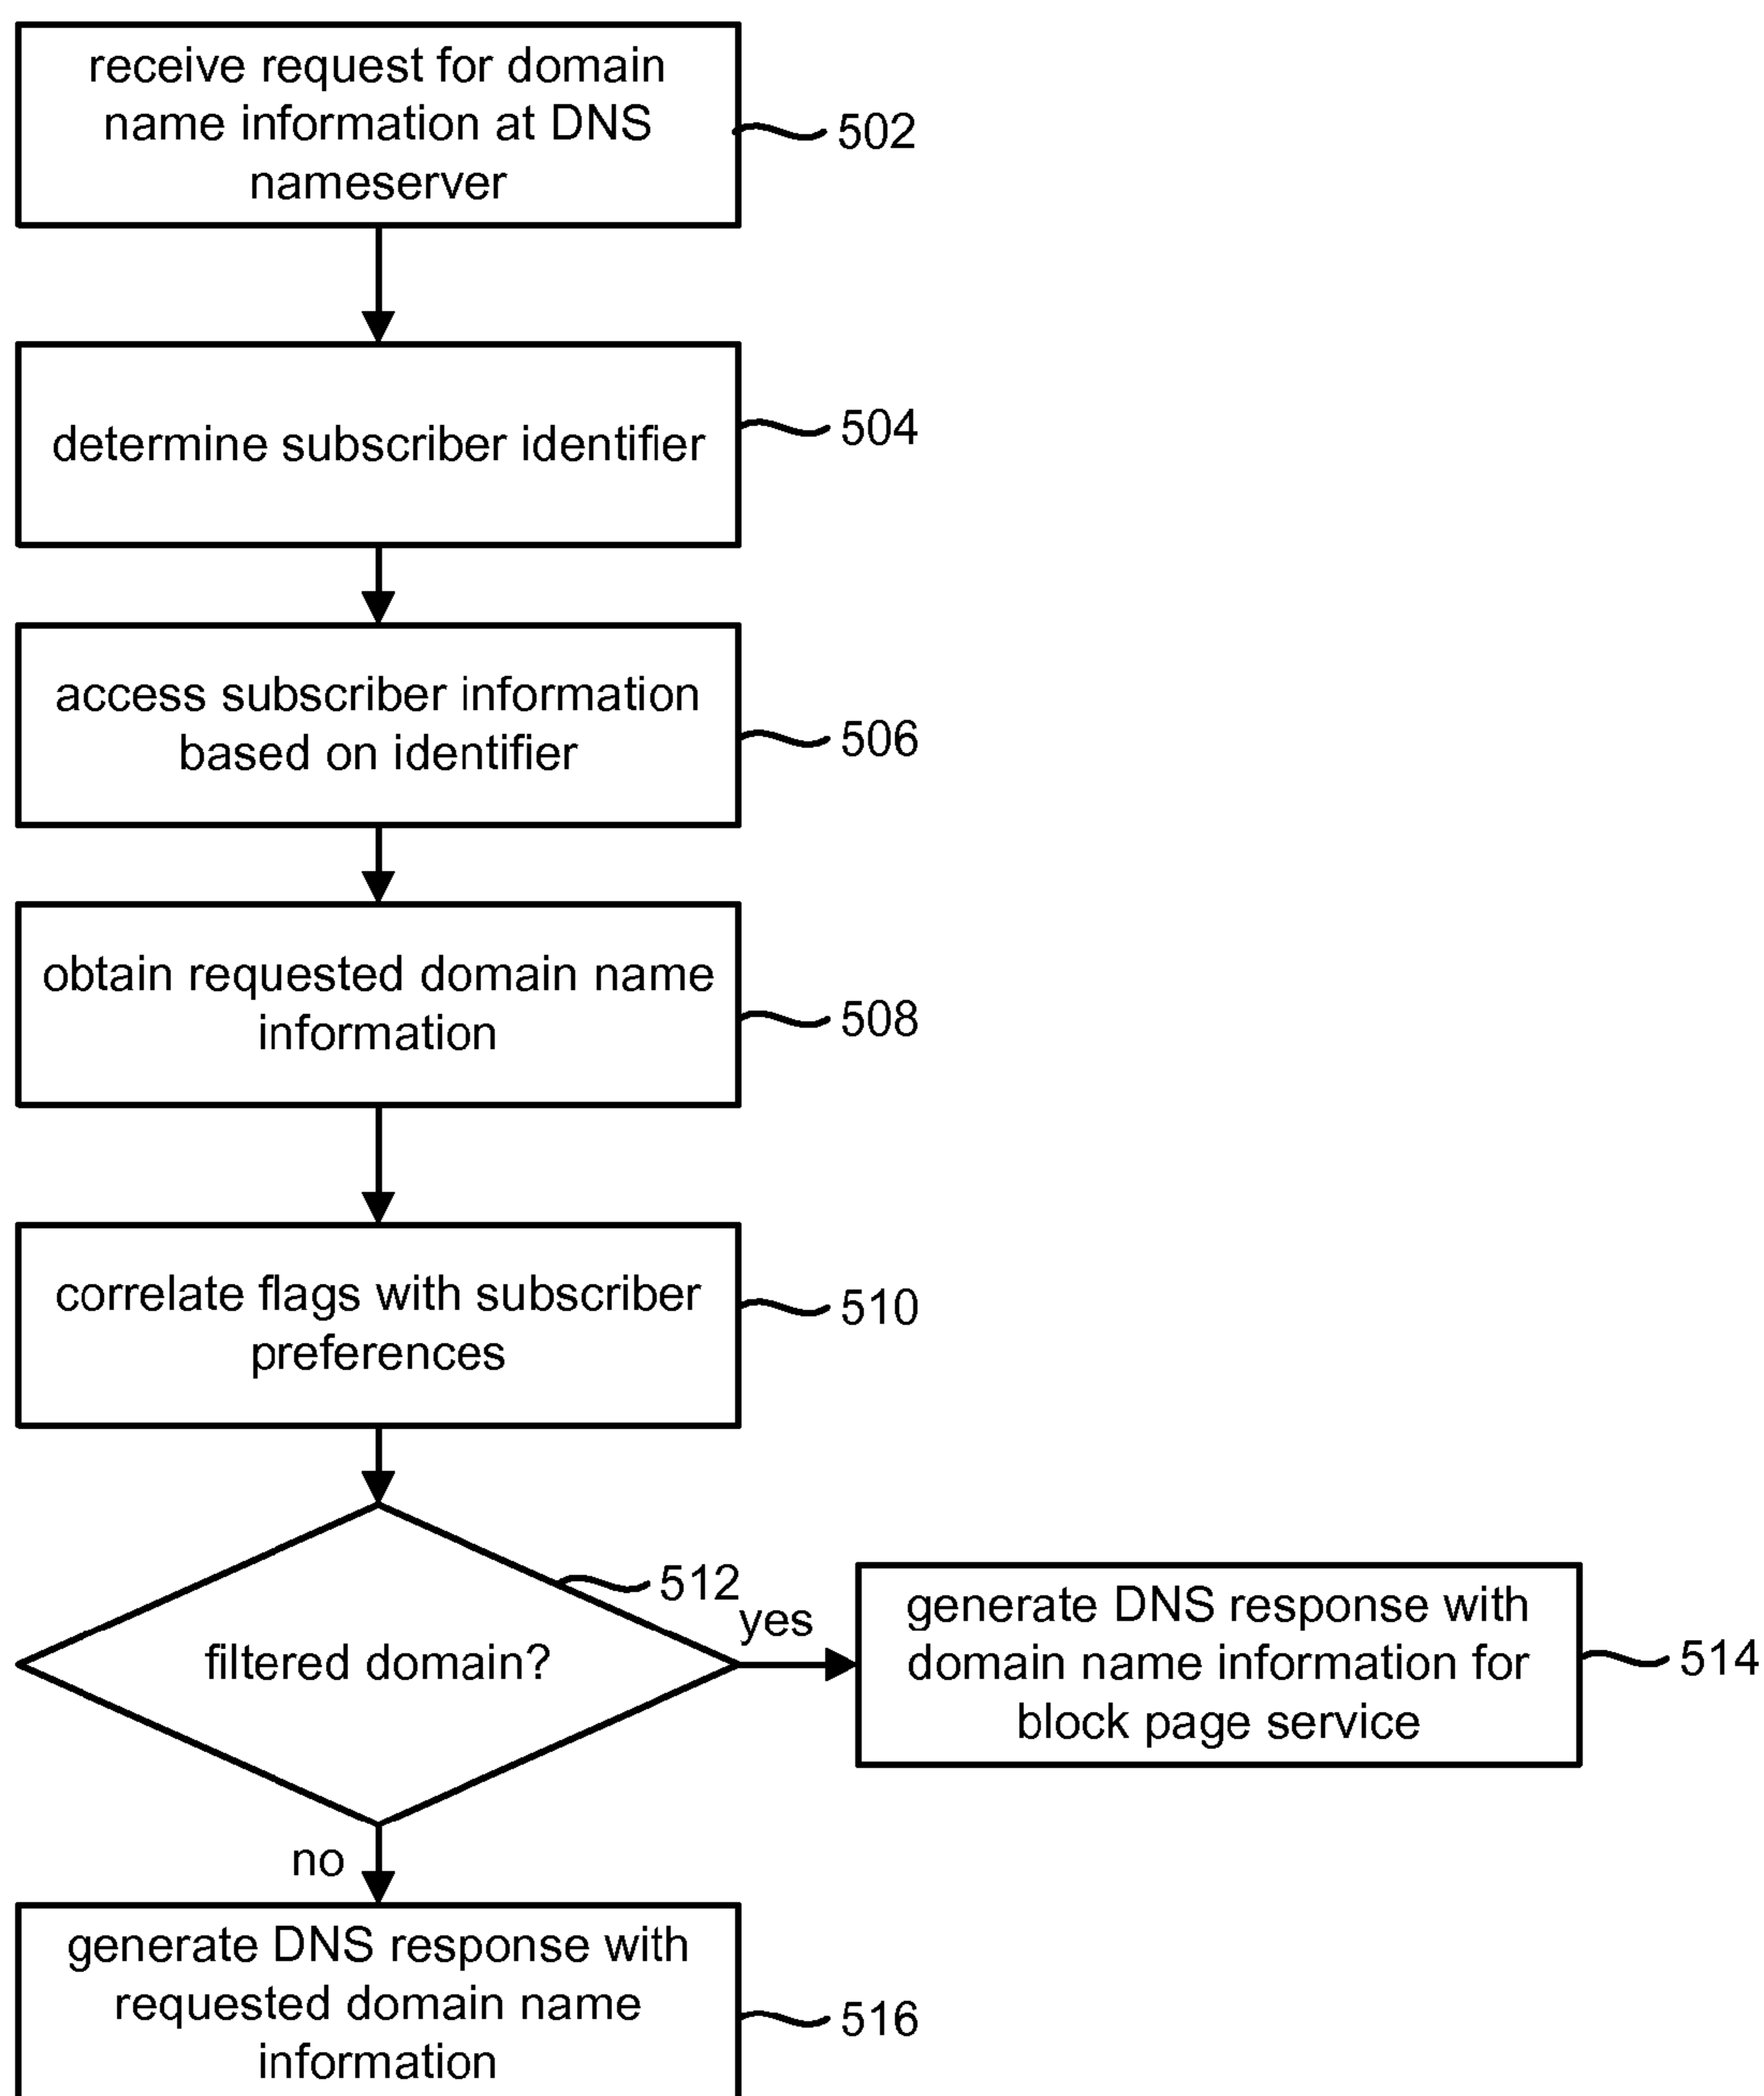 receive request for domain
name information at DNS
nameserver
502
determine subscriber identifier
504
access subscriber information
based on identifier
506
obtain requested domain name
information
508
correlate flags with subscriber
preferences
510
filtered domain?
512
yes
generate DNS response with
domain name information for
block page service
514
no
generate DNS response with
requested domain name
information
516